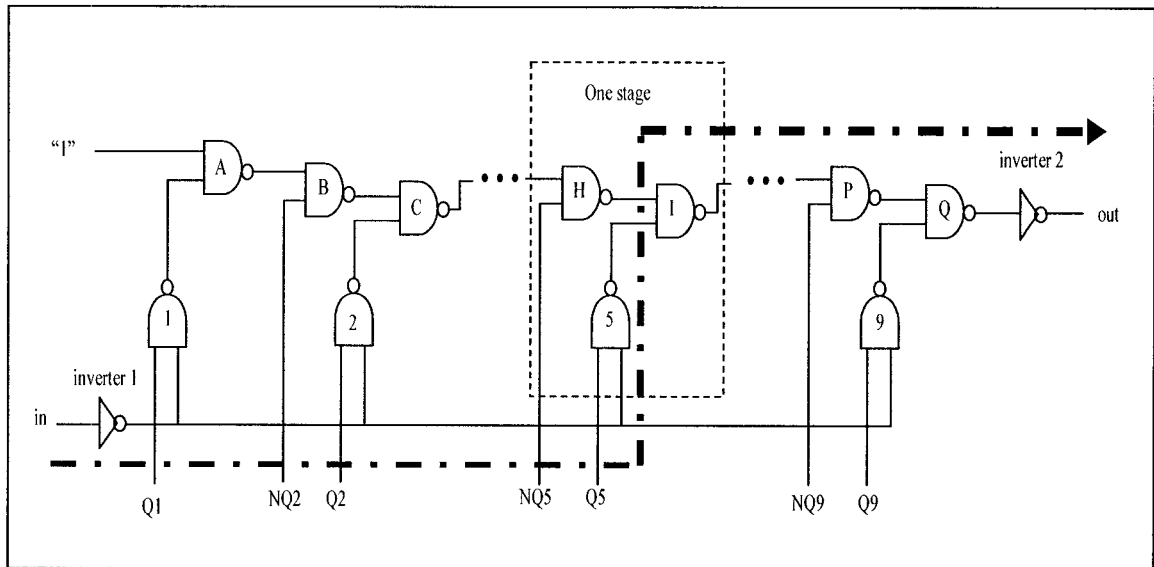 One stage
"1"
A
B
C
H
I
P
Q
inverter 2
out
1
2
5
9
inverter 1
in
Q1
NQ2
Q2
NQ5
Q5
NQ9
Q9